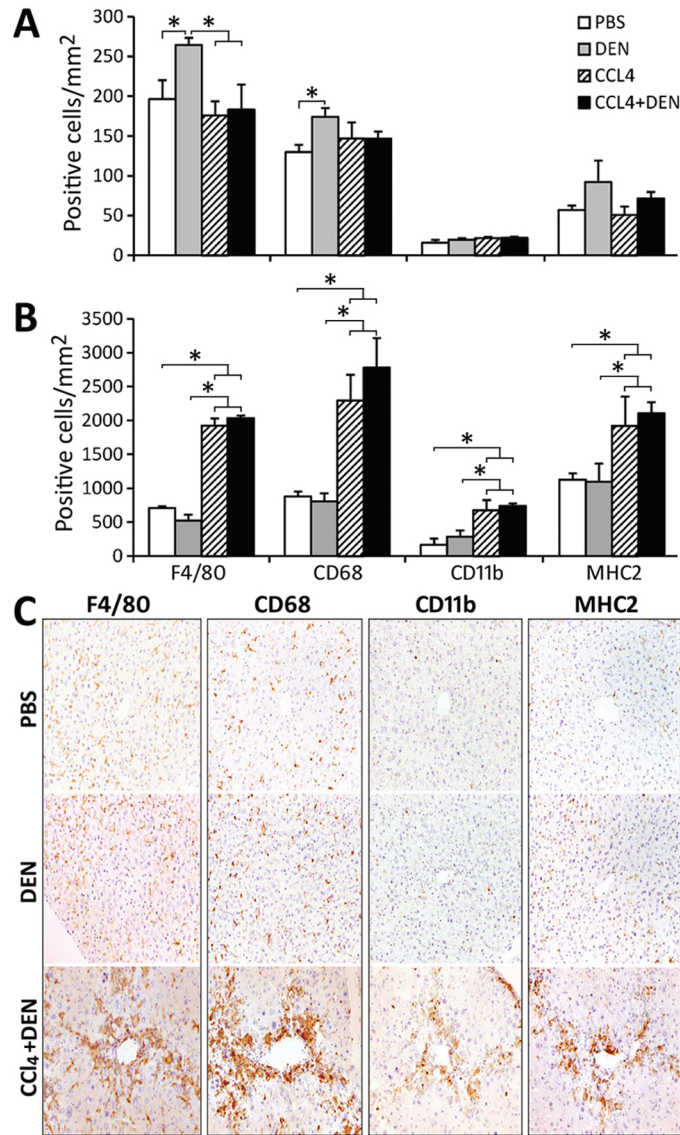 A
Positive cells/mm2
300
250
200
150
100
50
0
* *
*
PBS
DEN
CCL4
CCL4+DEN
B
Positive cells/mm2
3500
3000
2500
2000
1500
1000
500
0
*
*
*
*
*
*
*
*
F4/80 CD68 CD11b MHC2
C
F4/80 CD68 CD11b MHC2
PBS
DEN
CCl4+DEN